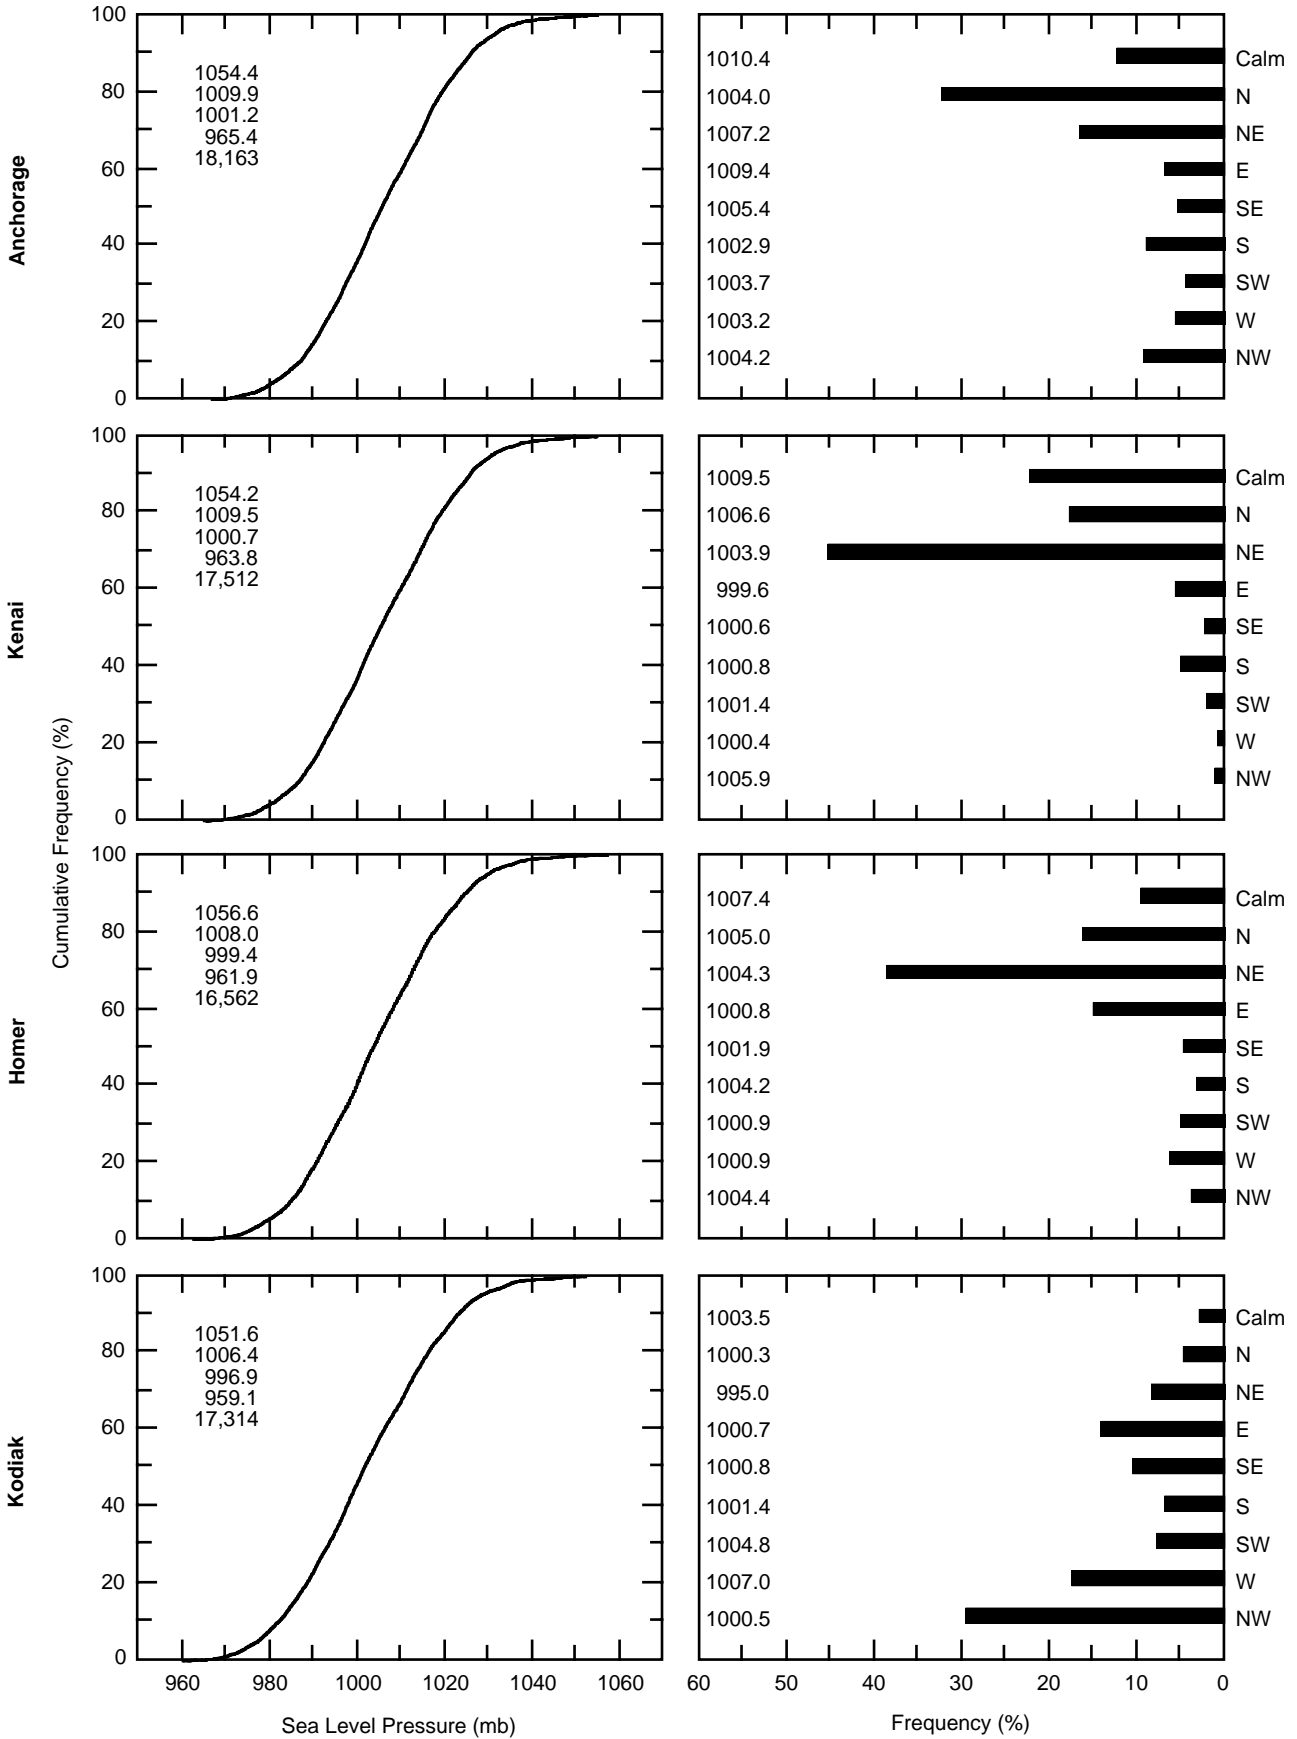 Anchorage
100
80
60
40
20
0
1054.4
1009.9
1001.2
965.4
18,163
1010.4 Calm
1004.0 N
1007.2 NE
1009.4 E
1005.4 SE
1002.9 S
1003.7 SW
1003.2 W
1004.2 NW
Kenai
100
80
60
40
20
0
1054.2
1009.5
1000.7
963.8
17,512
1009.5 Calm
1006.6 N
1003.9 NE
999.6 E
1000.6 SE
1000.8 S
1001.4 SW
1000.4 W
1005.9 NW
Cumulative Frequency (%)
Homer
100
80
60
40
20
0
1056.6
1008.0
999.4
961.9
16,562
1007.4 Calm
1005.0 N
1004.3 NE
1000.8 E
1001.9 SE
1004.2 S
1000.9 SW
1000.9 W
1004.4 NW
Kodiak
100
80
60
40
20
0
1051.6
1006.4
996.9
959.1
17,314
1003.5 Calm
1000.3 N
995.0 NE
1000.7 E
1000.8 SE
1001.4 S
1004.8 SW
1007.0 W
1000.5 NW
960 980 1000 1020 1040 1060
Sea Level Pressure (mb)
60 50 40 30 20 10 0
Frequency (%)